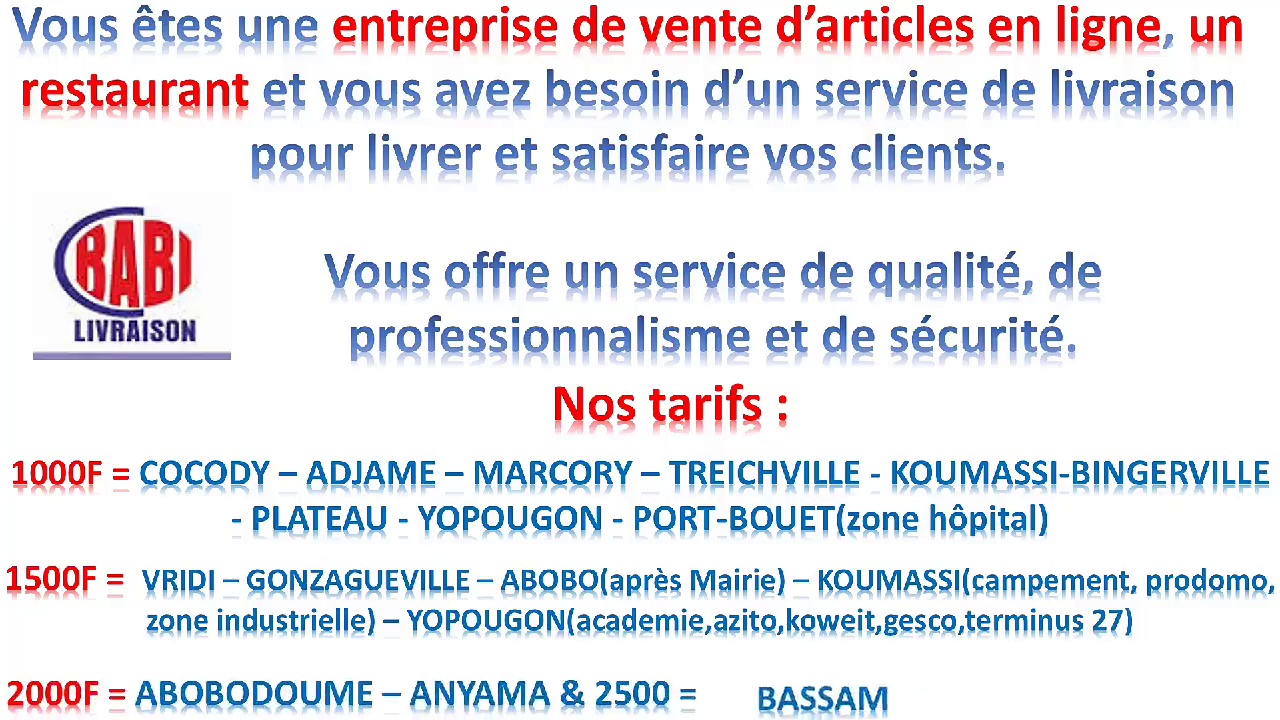 Vous êtes une entreprise de vente d’articles en ligne, un
restaurant et vous avez besoin d’un service de livraison
pour livrer et satisfaire vos clients.
BABI
LIVRAISON
Vous offre un service de qualité, de
professionnalisme et de sécurité.
Nos tarifs :
1000F = COCODY – ADJAME – MARCORY – TREICHVILLE - KOUMASSI-BINGERVILLE
- PLATEAU - YOPOUGON - PORT-BOUET(zone hôpital)
1500F = VRIDI – GONZAGUEVILLE – ABOBO(après Mairie) – KOUMASSI(campement, prodomo,
zone industrielle) – YOPOUGON(academie,azito,koweit,gesco,terminus 27)
2000F = ABOBODOUME – ANYAMA & 2500 = BASSAM